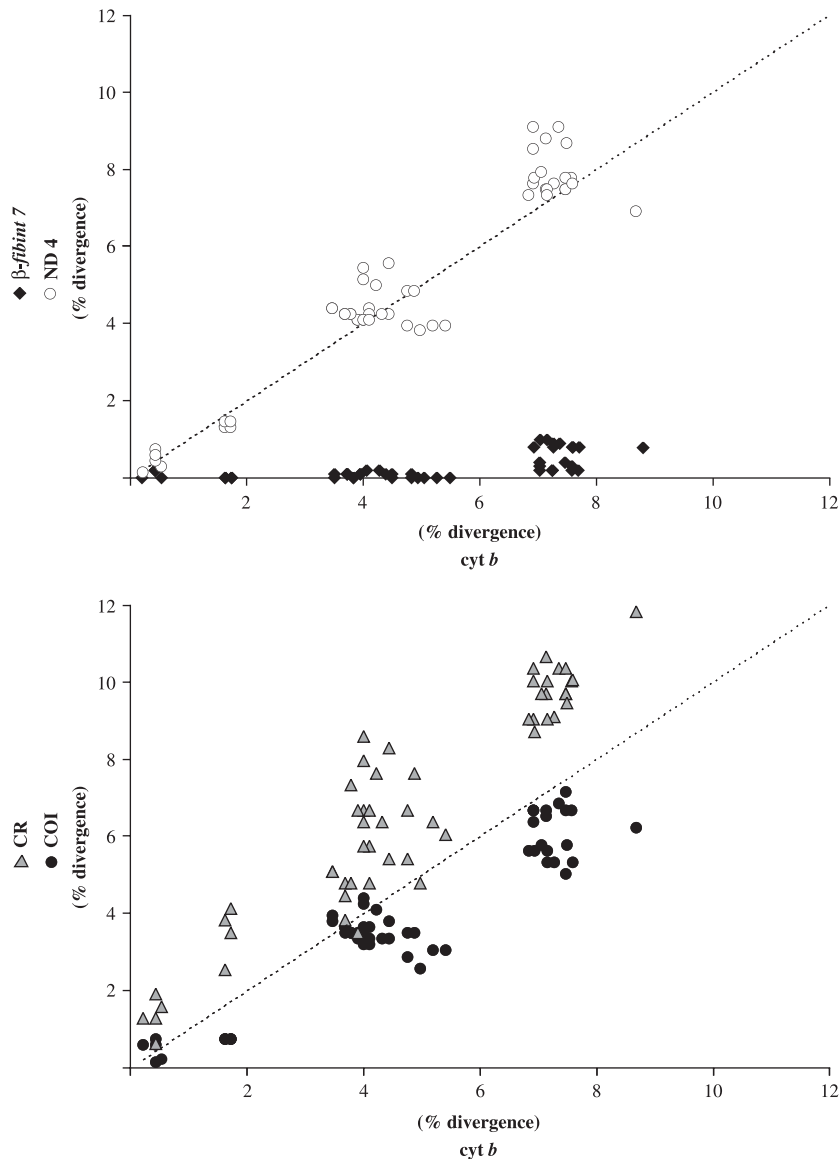 12
10
8
6
4
2
◆ β-fibint 7
○ ND 4
(% divergence)
2 4 6 8 10 12
(% divergence)
cyt b
12
10
8
6
4
2
△ CR
● COI
(% divergence)
2 4 6 8 10 12
(% divergence)
cyt b